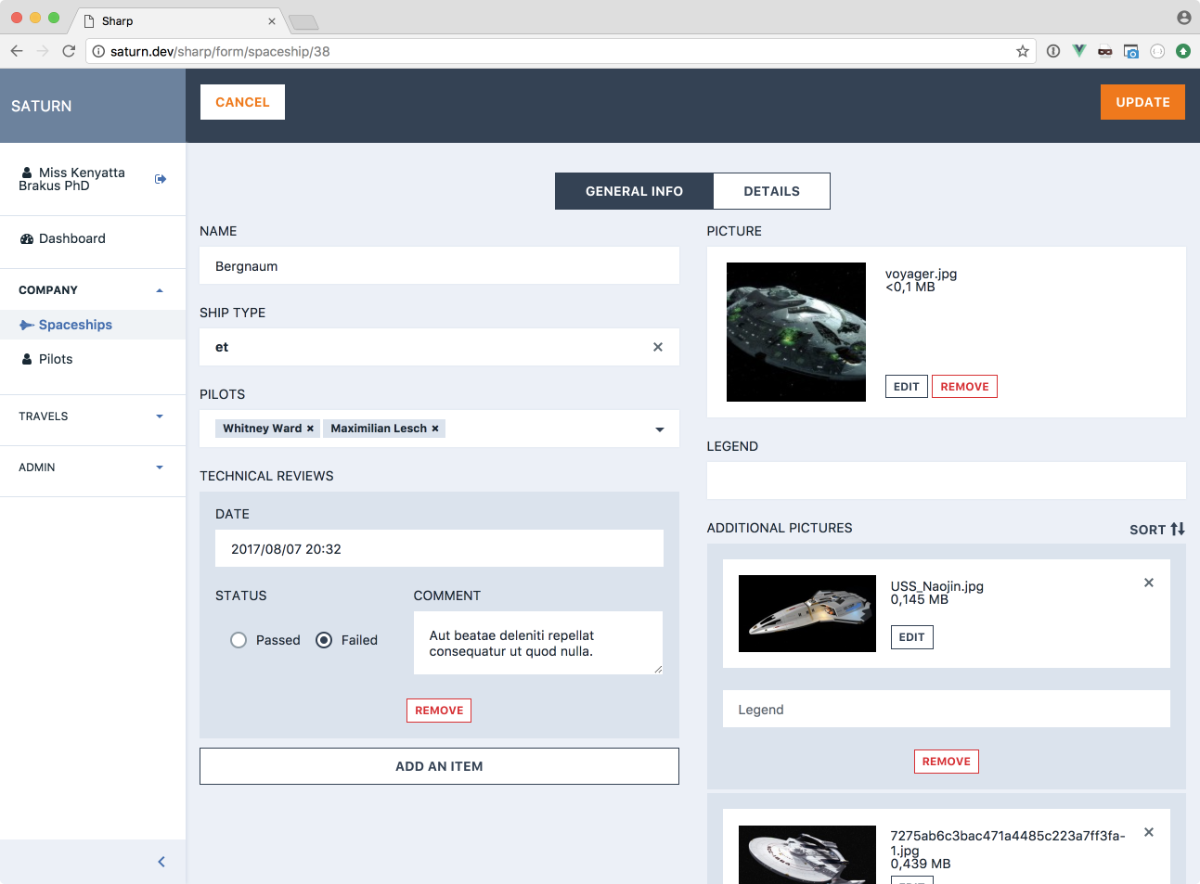 Sharp
saturn.dev/sharp/form/spaceship/38
SATURN
CANCEL
UPDATE
Miss Kenyatta
Brakus PhD
Dashboard
COMPANY
Spaceships
Pilots
TRAVELS
ADMIN
GENERAL INFO
DETAILS
NAME
Bergnaum
SHIP TYPE
et
PILOTS
Whitney Ward ×
Maximilian Lesch ×
TECHNICAL REVIEWS
DATE
2017/08/07 20:32
STATUS
Passed
Failed
COMMENT
Aut beatae deleniti repellat
consequatur ut quod nulla.
REMOVE
ADD AN ITEM
PICTURE
voyager.jpg
<0,1 MB
EDIT
REMOVE
LEGEND
ADDITIONAL PICTURES
SORT
USS_Naojin.jpg
0,145 MB
EDIT
Legend
REMOVE
7275ab6c3bac471a4485c223a7ff3fa-
1.jpg
0,439 MB